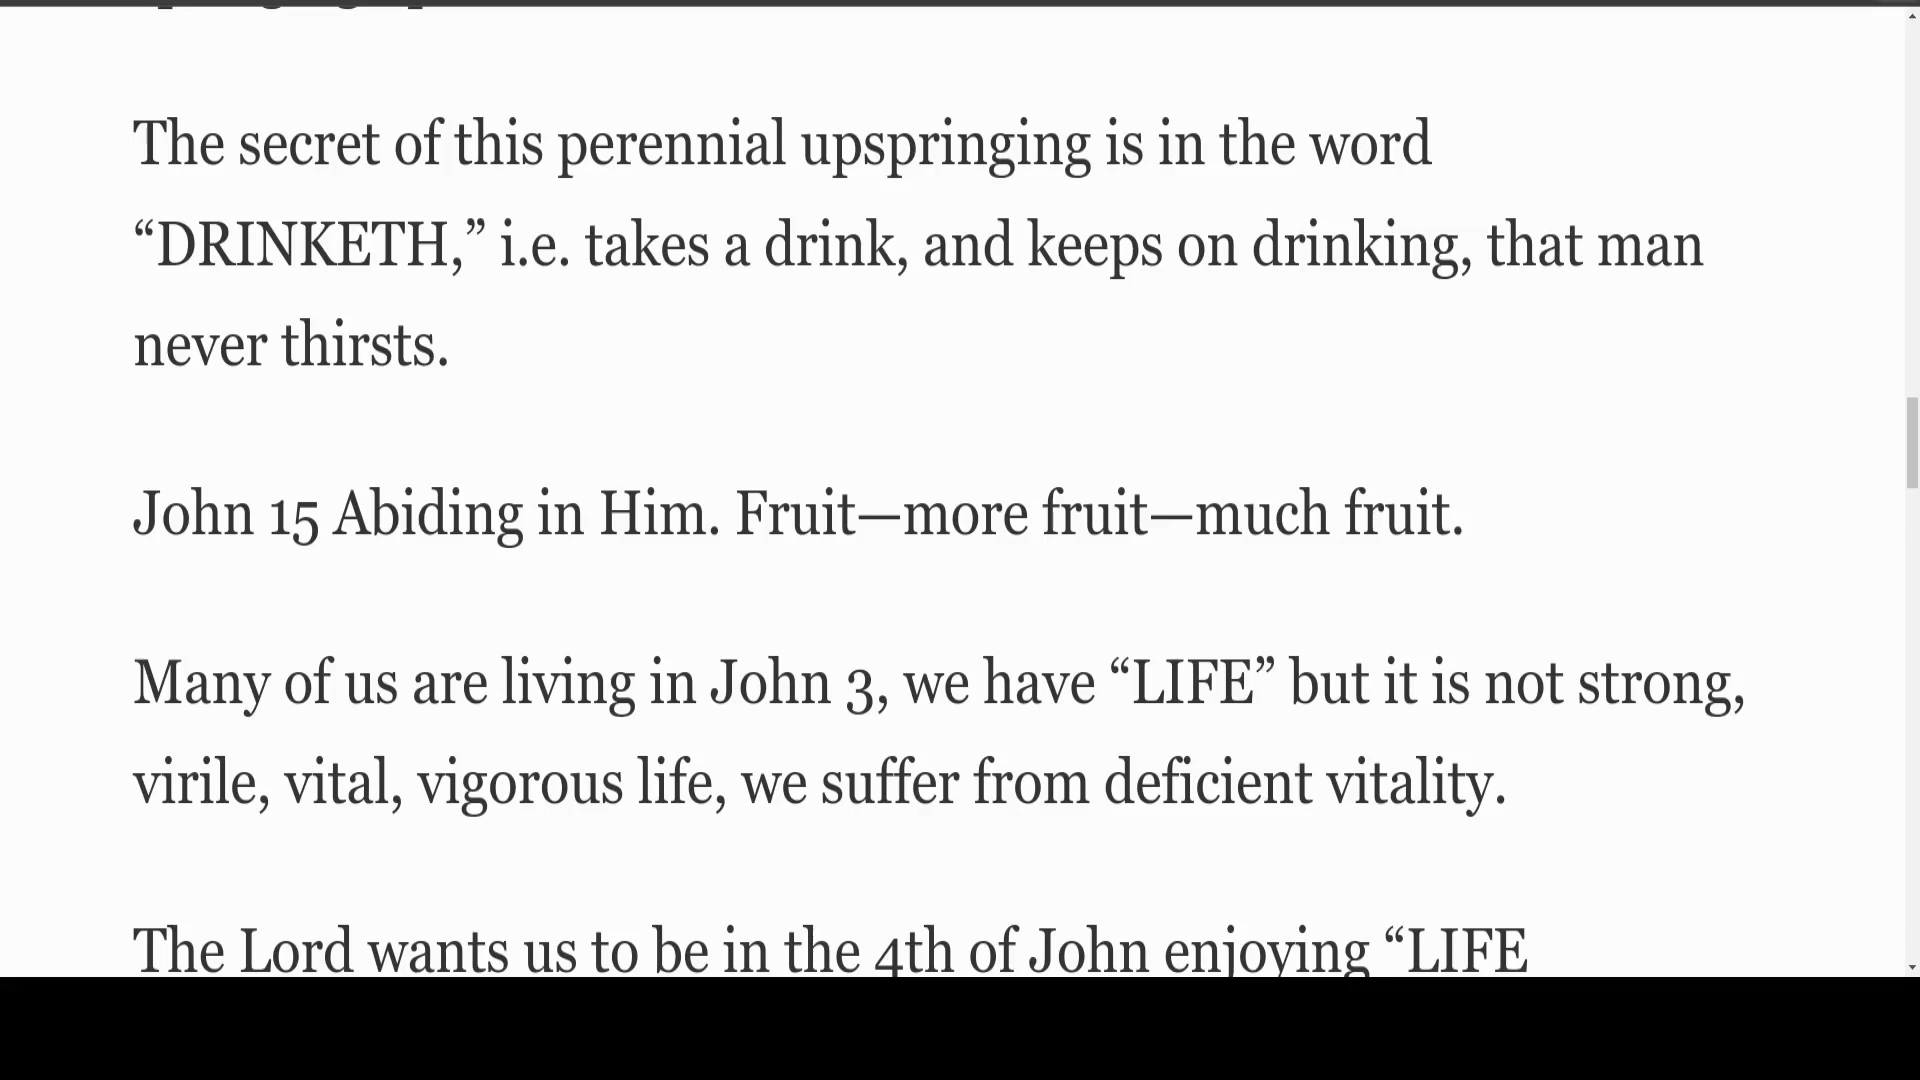 The secret of this perennial upspringing is in the word
“DRINKETH,” i.e. takes a drink, and keeps on drinking, that man
never thirsts.
John 15 Abiding in Him. Fruit—more fruit—much fruit.
Many of us are living in John 3, we have “LIFE” but it is not strong,
virile, vital, vigorous life, we suffer from deficient vitality.
The Lord wants us to be in the 4th of John enjoying “LIFE